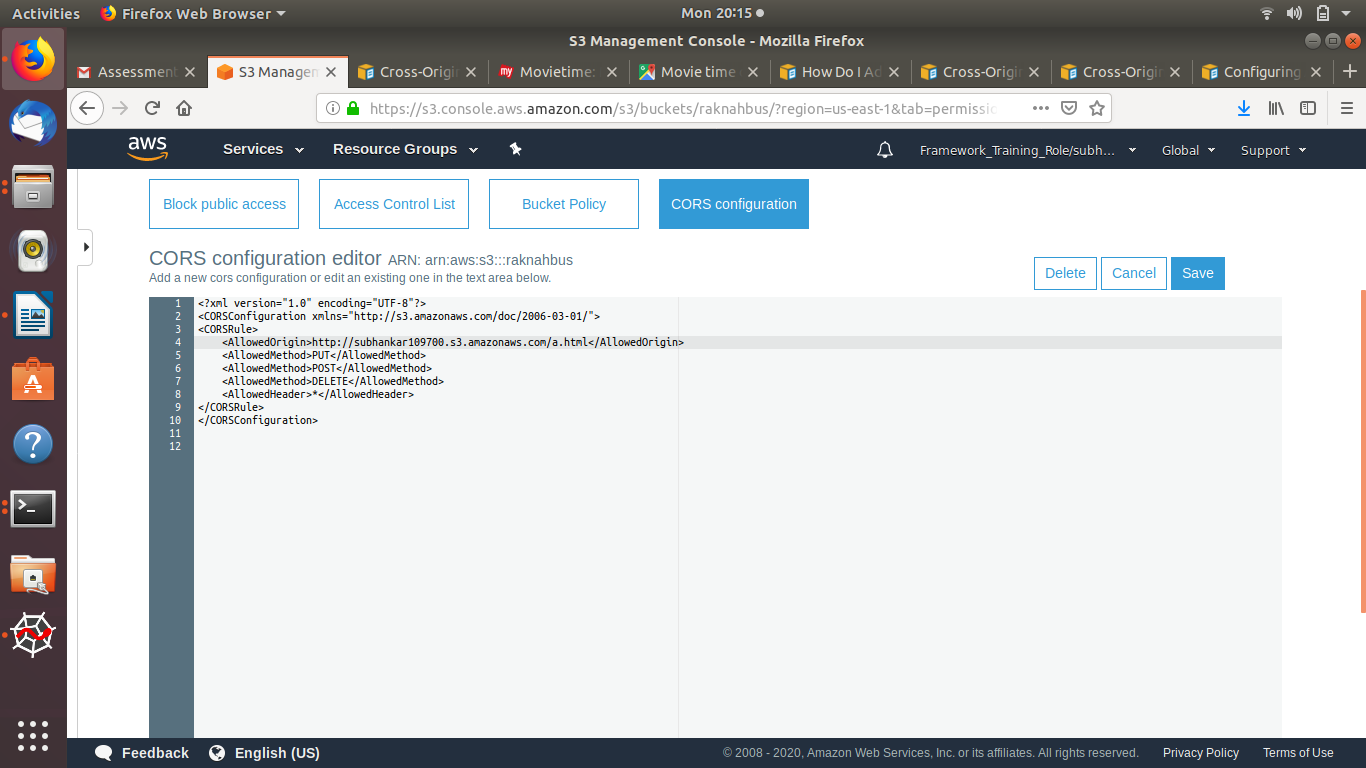 Activities Firefox Web Browser Mon 20:15
S3 Management Console - Mozilla Firefox
Assessment S3 Managem Cross-Origin my Movietime: Movie time How Do I Ad Cross-Origin Cross-Origin Configuring
https://s3.console.aws.amazon.com/s3/buckets/raknahbus/?region=us-east-1&tab=permissio
aws Services Resource Groups Framework_Training_Role/subh... Global Support
Block public access Access Control List Bucket Policy CORS configuration
CORS configuration editor ARN: arn:aws:s3:::raknahbus
Add a new cors configuration or edit an existing one in the text area below.
Delete Cancel Save
1 <?xml version="1.0" encoding="UTF-8"?>
2 <CORSConfiguration xmlns="http://s3.amazonaws.com/doc/2006-03-01/">
3 <CORSRule>
4 <AllowedOrigin>http://subhankar109700.s3.amazonaws.com/a.html</AllowedOrigin>
5 <AllowedMethod>PUT</AllowedMethod>
6 <AllowedMethod>POST</AllowedMethod>
7 <AllowedMethod>DELETE</AllowedMethod>
8 <AllowedHeader>*</AllowedHeader>
9 </CORSRule>
10 </CORSConfiguration>
11
12
Feedback English (US) © 2008 - 2020, Amazon Web Services, Inc. or its affiliates. All rights reserved. Privacy Policy Terms of Use